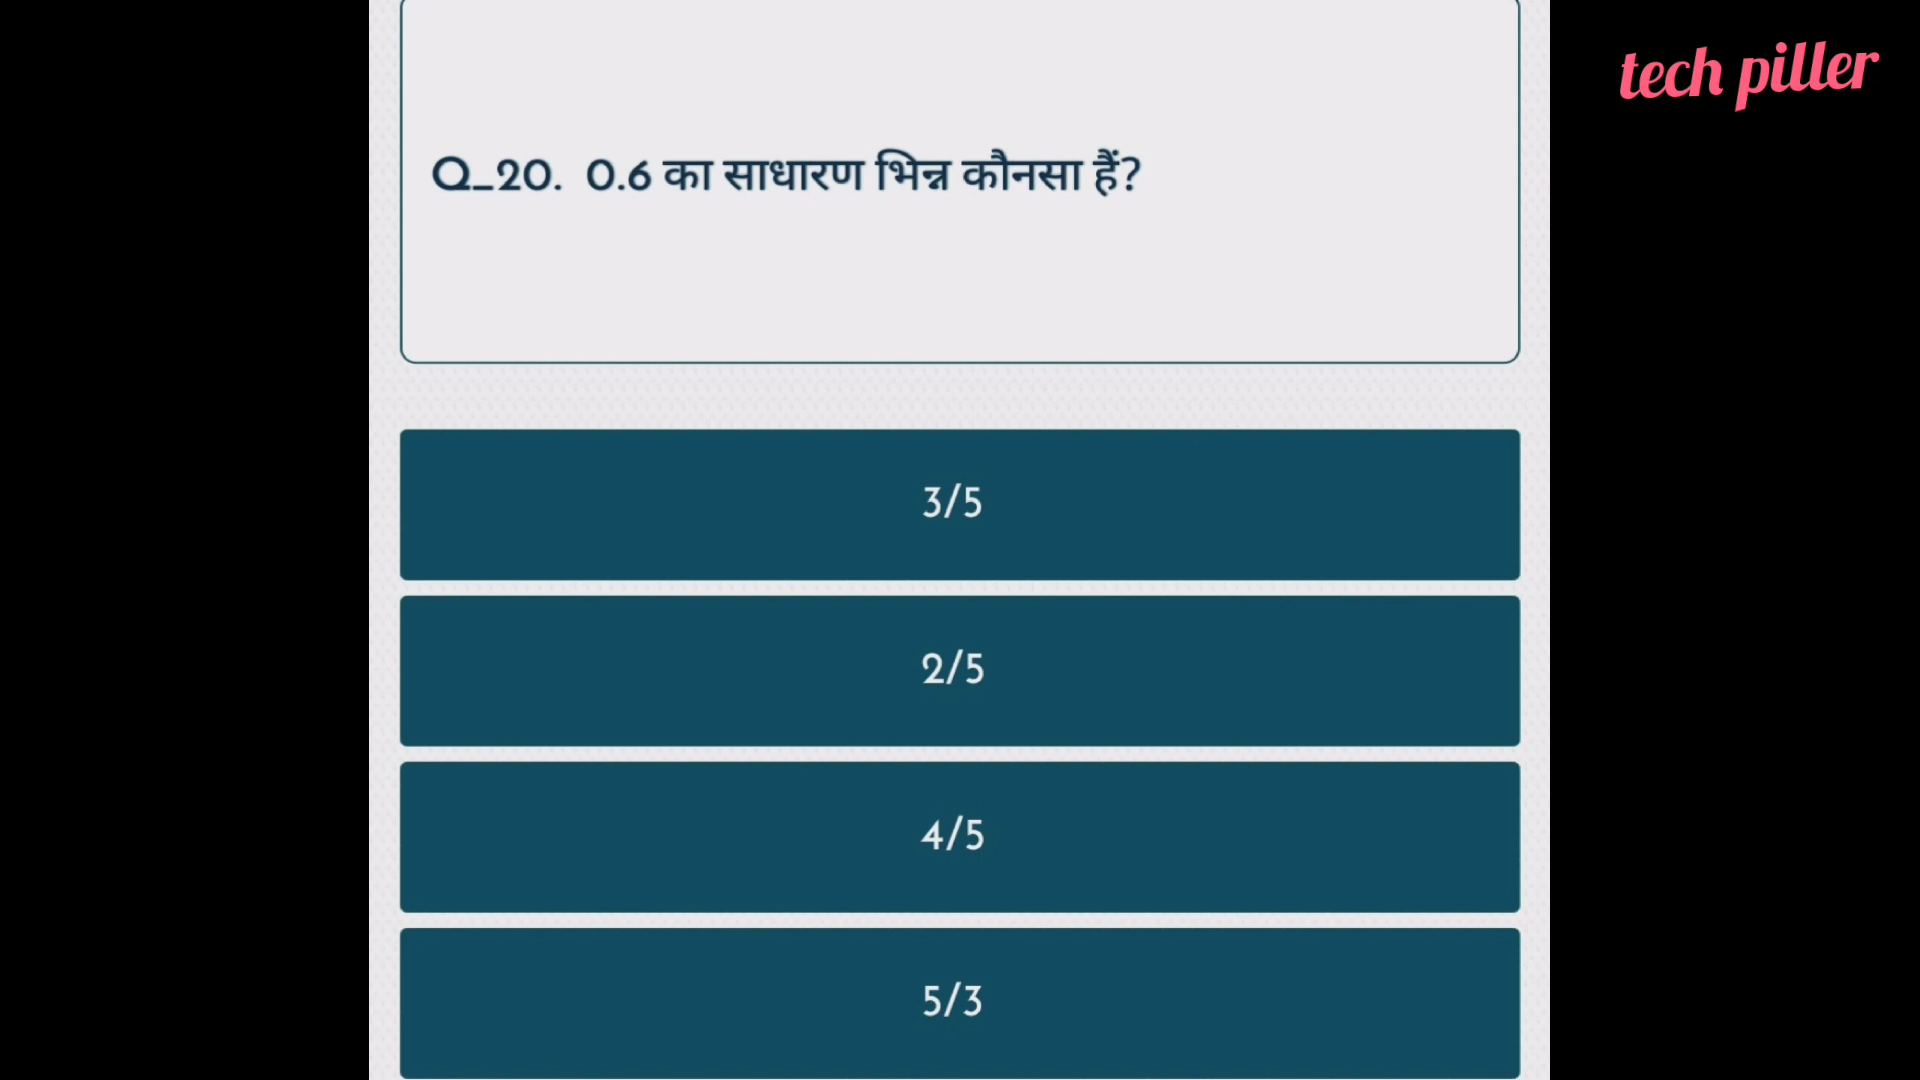 tech piller
Q_20. 0.6 का साधारण भिन्न कौनसा हैं?
3/5
2/5
4/5
5/3